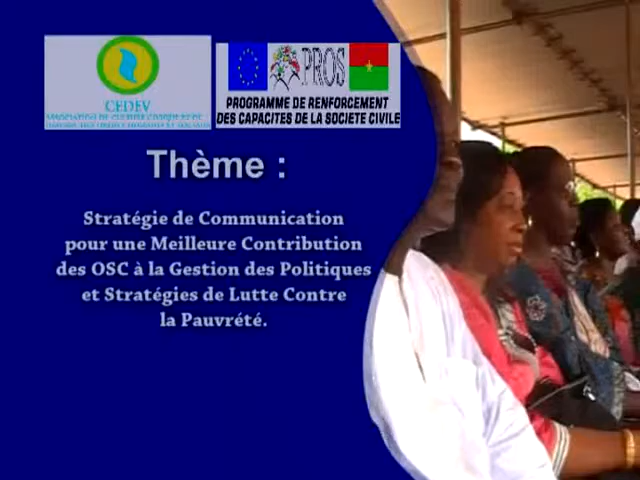 CEDEV
PROS
PROGRAMME DE RENFORCEMENT
DES CAPACITES DE LA SOCIETE CIVILE
Thème :
Stratégie de Communication
pour une Meilleure Contribution
des OSC à la Gestion des Politiques
et Stratégies de Lutte Contre
la Pauvreté.